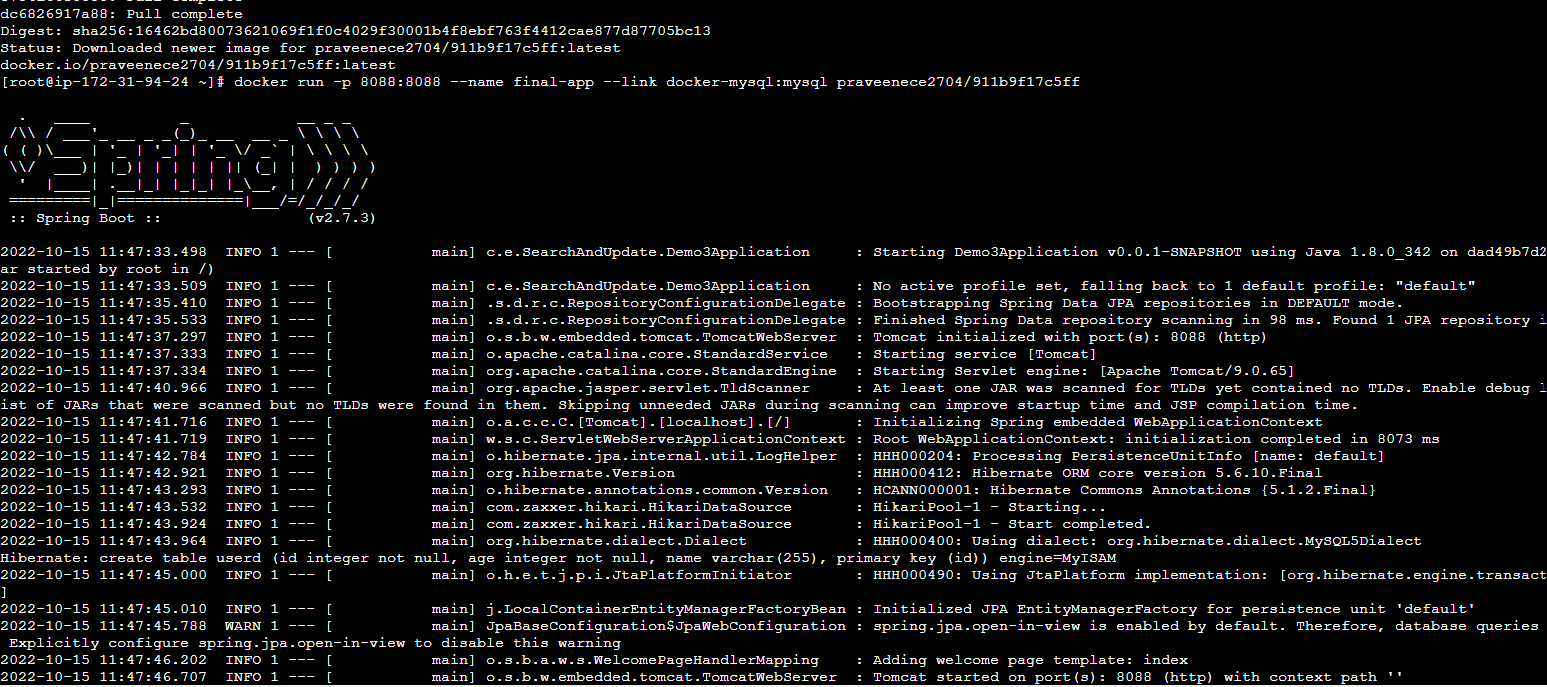 dc6826917a88: Pull complete
Digest: sha256:16462bd80073621069f1f0c4029f30001b4f8ebf763f4412cae877d87705bc13
Status: Downloaded newer image for praveenece2704/911b9f17c5ff:latest
docker.io/praveenece2704/911b9f17c5ff:latest
[root@ip-172-31-94-24 ~]# docker run -p 8088:8088 --name final-app --link docker-mysql:mysql praveenece2704/911b9f17c5ff
  .   ____          _            __ _ _
 /\\ / ___'_ __ _ _(_)_ __  __ _ \ \ \ \
( ( )\___ | '_ | '_| | '_ \/ _` | \ \ \ \
 \\/  ___)| |_)| | | | | || (_| |  ) ) ) )
  '  |____| .__|_| |_|_| |_\__, | / / / /
 =========|_|==============|___/=/_/_/_/
 :: Spring Boot ::                (v2.7.3)
2022-10-15 11:47:33.498  INFO 1 --- [           main] c.e.SearchAndUpdate.Demo3Application     : Starting Demo3Application v0.0.1-SNAPSHOT using Java 1.8.0_342 on dad49b7d2
ar started by root in /)
2022-10-15 11:47:33.509  INFO 1 --- [           main] c.e.SearchAndUpdate.Demo3Application     : No active profile set, falling back to 1 default profile: "default"
2022-10-15 11:47:35.410  INFO 1 --- [           main] .s.d.r.c.RepositoryConfigurationDelegate : Bootstrapping Spring Data JPA repositories in DEFAULT mode.
2022-10-15 11:47:35.533  INFO 1 --- [           main] .s.d.r.c.RepositoryConfigurationDelegate : Finished Spring Data repository scanning in 98 ms. Found 1 JPA repository i
2022-10-15 11:47:37.297  INFO 1 --- [           main] o.s.b.w.embedded.tomcat.TomcatWebServer  : Tomcat initialized with port(s): 8088 (http)
2022-10-15 11:47:37.333  INFO 1 --- [           main] o.apache.catalina.core.StandardService   : Starting service [Tomcat]
2022-10-15 11:47:37.334  INFO 1 --- [           main] org.apache.catalina.core.StandardEngine  : Starting Servlet engine: [Apache Tomcat/9.0.65]
2022-10-15 11:47:40.966  INFO 1 --- [           main] org.apache.jasper.servlet.TldScanner     : At least one JAR was scanned for TLDs yet contained no TLDs. Enable debug l
ist of JARs that were scanned but no TLDs were found in them. Skipping unneeded JARs during scanning can improve startup time and JSP compilation time.
2022-10-15 11:47:41.716  INFO 1 --- [           main] o.a.c.c.C.[Tomcat].[localhost].[/]       : Initializing Spring embedded WebApplicationContext
2022-10-15 11:47:41.719  INFO 1 --- [           main] w.s.c.ServletWebServerApplicationContext : Root WebApplicationContext: initialization completed in 8073 ms
2022-10-15 11:47:42.784  INFO 1 --- [           main] o.hibernate.jpa.internal.util.LogHelper  : HHH000204: Processing PersistenceUnitInfo [name: default]
2022-10-15 11:47:42.921  INFO 1 --- [           main] org.hibernate.Version                    : HHH000412: Hibernate ORM core version 5.6.10.Final
2022-10-15 11:47:43.293  INFO 1 --- [           main] o.hibernate.annotations.common.Version   : HCANN000001: Hibernate Commons Annotations {5.1.2.Final}
2022-10-15 11:47:43.532  INFO 1 --- [           main] com.zaxxer.hikari.HikariDataSource       : HikariPool-1 - Starting...
2022-10-15 11:47:43.924  INFO 1 --- [           main] com.zaxxer.hikari.HikariDataSource       : HikariPool-1 - Start completed.
2022-10-15 11:47:43.964  INFO 1 --- [           main] org.hibernate.dialect.Dialect            : HHH000400: Using dialect: org.hibernate.dialect.MySQL5Dialect
Hibernate: create table userd (id integer not null, age integer not null, name varchar(255), primary key (id)) engine=MyISAM
2022-10-15 11:47:45.000  INFO 1 --- [           main] o.h.e.t.j.p.i.JtaPlatformInitiator       : HHH000490: Using JtaPlatform implementation: [org.hibernate.engine.transact
]
2022-10-15 11:47:45.010  INFO 1 --- [           main] j.LocalContainerEntityManagerFactoryBean : Initialized JPA EntityManagerFactory for persistence unit 'default'
2022-10-15 11:47:45.788  WARN 1 --- [           main] JpaBaseConfiguration$JpaWebConfiguration : spring.jpa.open-in-view is enabled by default. Therefore, database queries
 Explicitly configure spring.jpa.open-in-view to disable this warning
2022-10-15 11:47:46.202  INFO 1 --- [           main] o.s.b.a.w.s.WelcomePageHandlerMapping    : Adding welcome page template: index
2022-10-15 11:47:46.707  INFO 1 --- [           main] o.s.b.w.embedded.tomcat.TomcatWebServer  : Tomcat started on port(s): 8088 (http) with context path ''